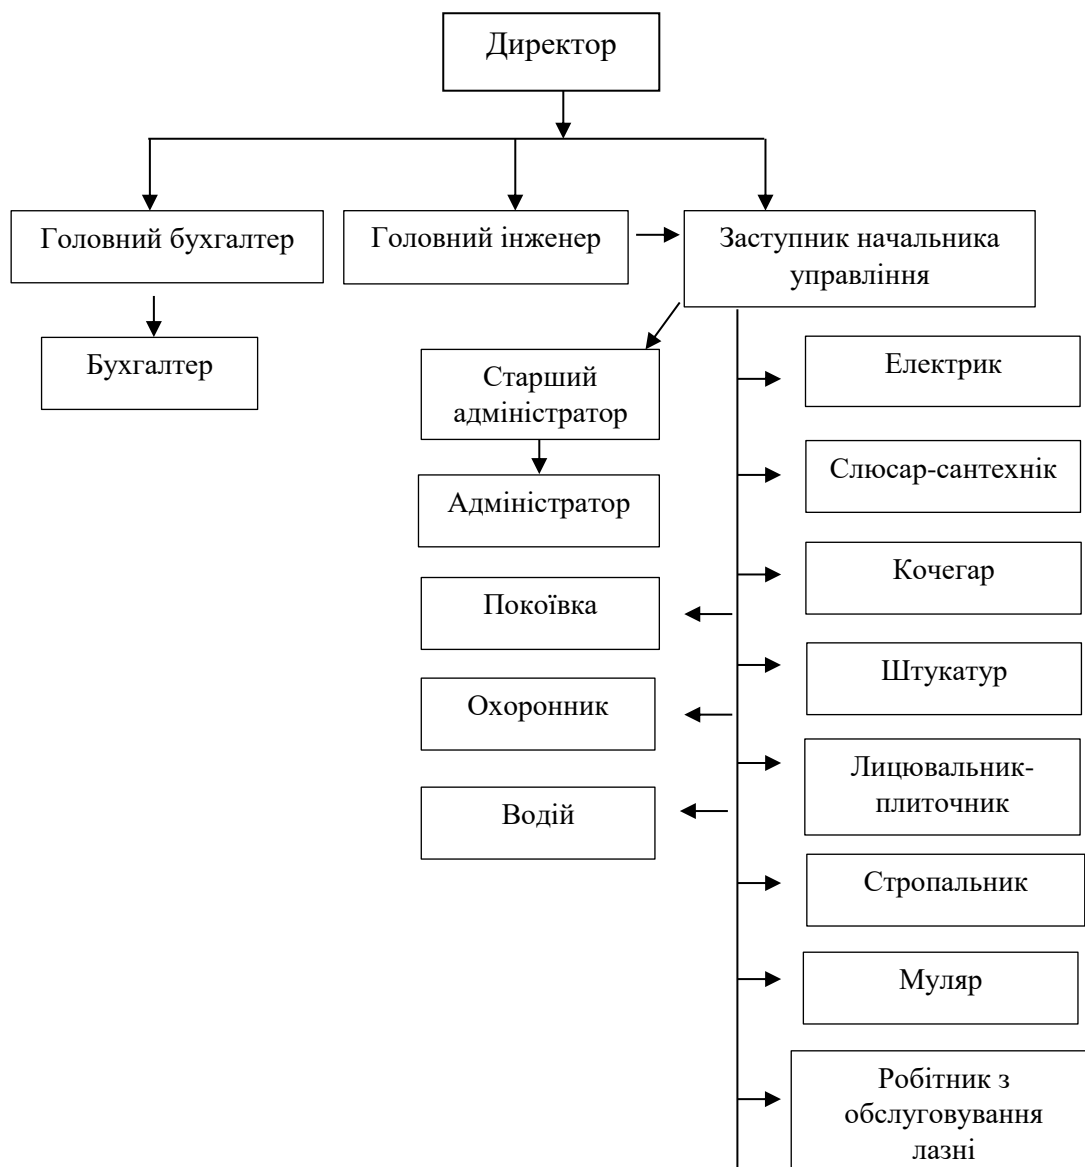 Директор
Головний бухгалтер
Головний інженер
Заступник начальника
управління
Бухгалтер
Старший
адміністратор
Адміністратор
Покоївка
Охоронник
Водій
Електрик
Слюсар-сантехнік
Кочегар
Штукатур
Лицювальник-
плиточник
Стропальник
Муляр
Робітник з
обслуговування
лазні